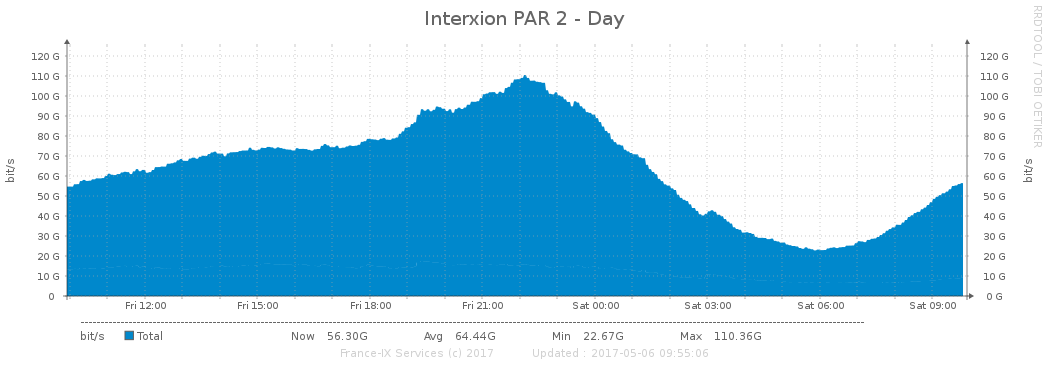 Interxion PAR 2 - Day
RRDTOOL / TOBI OETIKER
bit/s
120 G 120 G
110 G 110 G
100 G 100 G
90 G 90 G
80 G 80 G
70 G 70 G
60 G 60 G
50 G 50 G
40 G 40 G
30 G 30 G
20 G 20 G
10 G 10 G
0 0 G
bit/s
Fri 12:00 Fri 15:00 Fri 18:00 Fri 21:00 Sat 00:00 Sat 03:00 Sat 06:00 Sat 09:00
bit/s Total Now 56.30G Avg 64.44G Min 22.67G Max 110.36G
France-IX Services (c) 2017 Updated : 2017-05-06 09:55:06